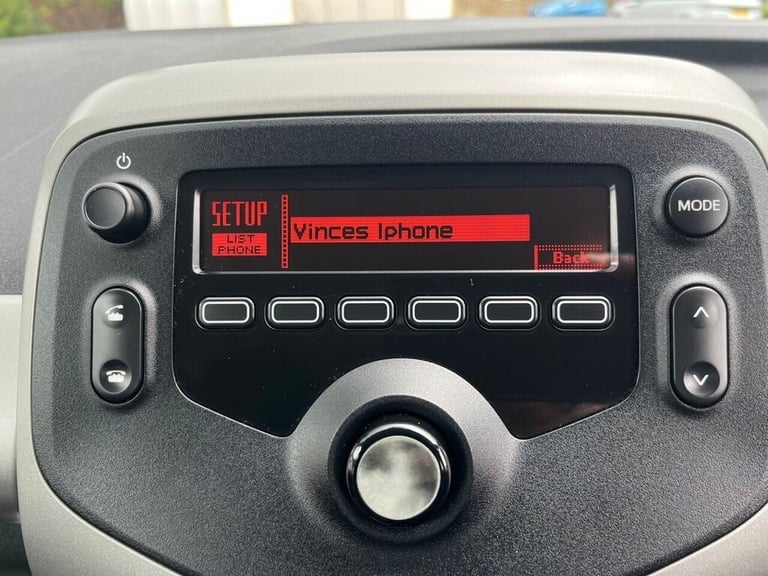 SETUP
LIST
PHONE
Vinces Iphone
Back
MODE